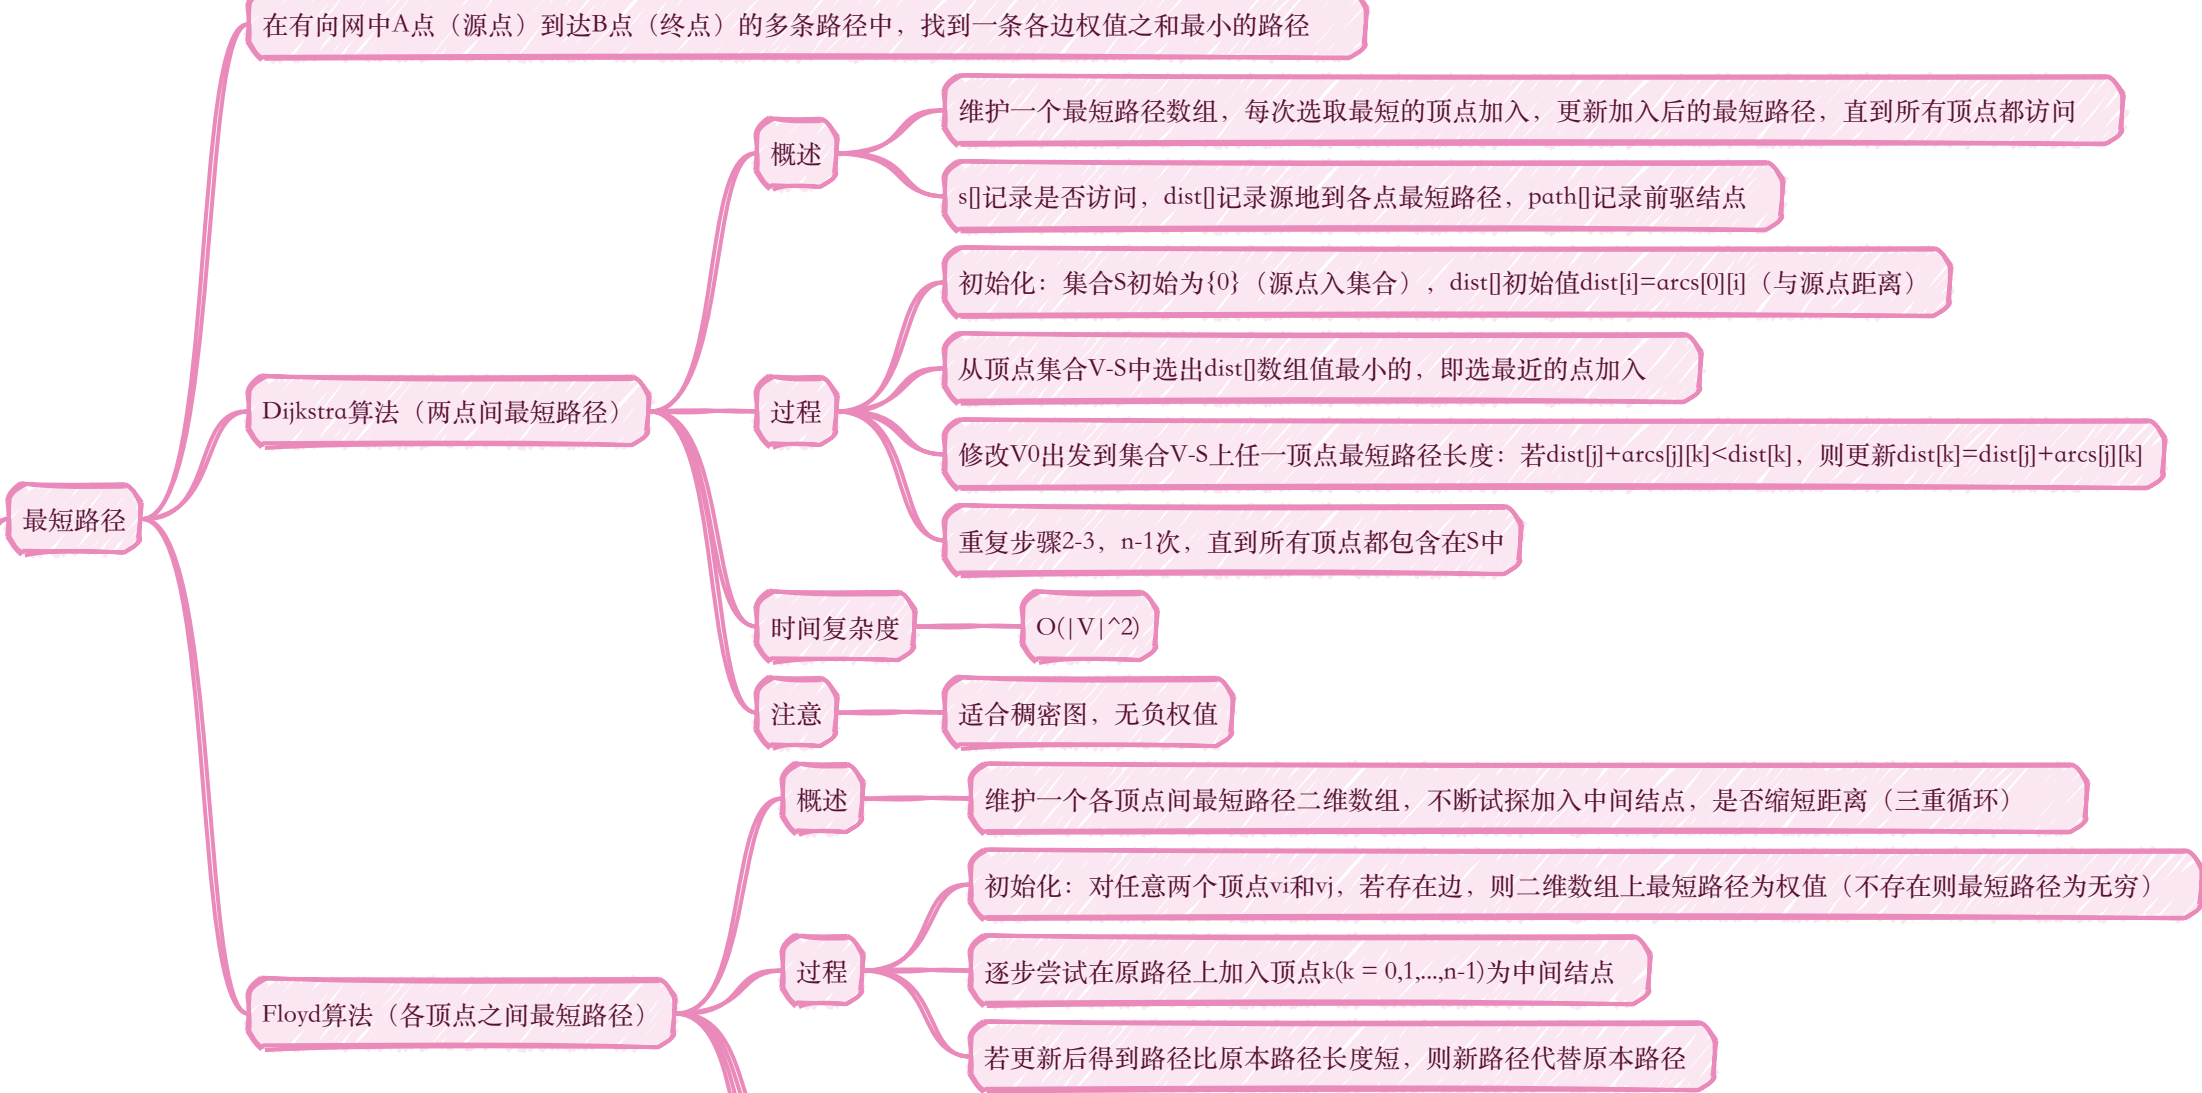 在有向网中A点（源点）到达B点（终点）的多条路径中，找到一条各边权值之和最小的路径
维护一个最短路径数组，每次选取最短的顶点加入，更新加入后的最短路径，直到所有顶点都访问
概述
s[]记录是否访问，dist[]记录源地到各点最短路径，path[]记录前驱结点
初始化：集合S初始为{0}（源点入集合），dist[]初始值dist[i]=arcs[0][i]（与源点距离）
从顶点集合V-S中选出dist[]数组值最小的，即选最近的点加入
Dijkstra算法（两点间最短路径）
过程
修改V0出发到集合V-S上任一顶点最短路径长度：若dist[j]+arcs[j][k]<dist[k]，则更新dist[k]=dist[j]+arcs[j][k]
最短路径
重复步骤2-3，n-1次，直到所有顶点都包含在S中
时间复杂度
O(|V|^2)
注意
适合稠密图，无负权值
概述
维护一个各顶点间最短路径二维数组，不断试探加入中间结点，是否缩短距离（三重循环）
初始化：对任意两个顶点vi和vj，若存在边，则二维数组上最短路径为权值（不存在则最短路径为无穷）
过程
逐步尝试在原路径上加入顶点k(k = 0,1,...,n-1)为中间结点
Floyd算法（各顶点之间最短路径）
若更新后得到路径比原本路径长度短，则新路径代替原本路径